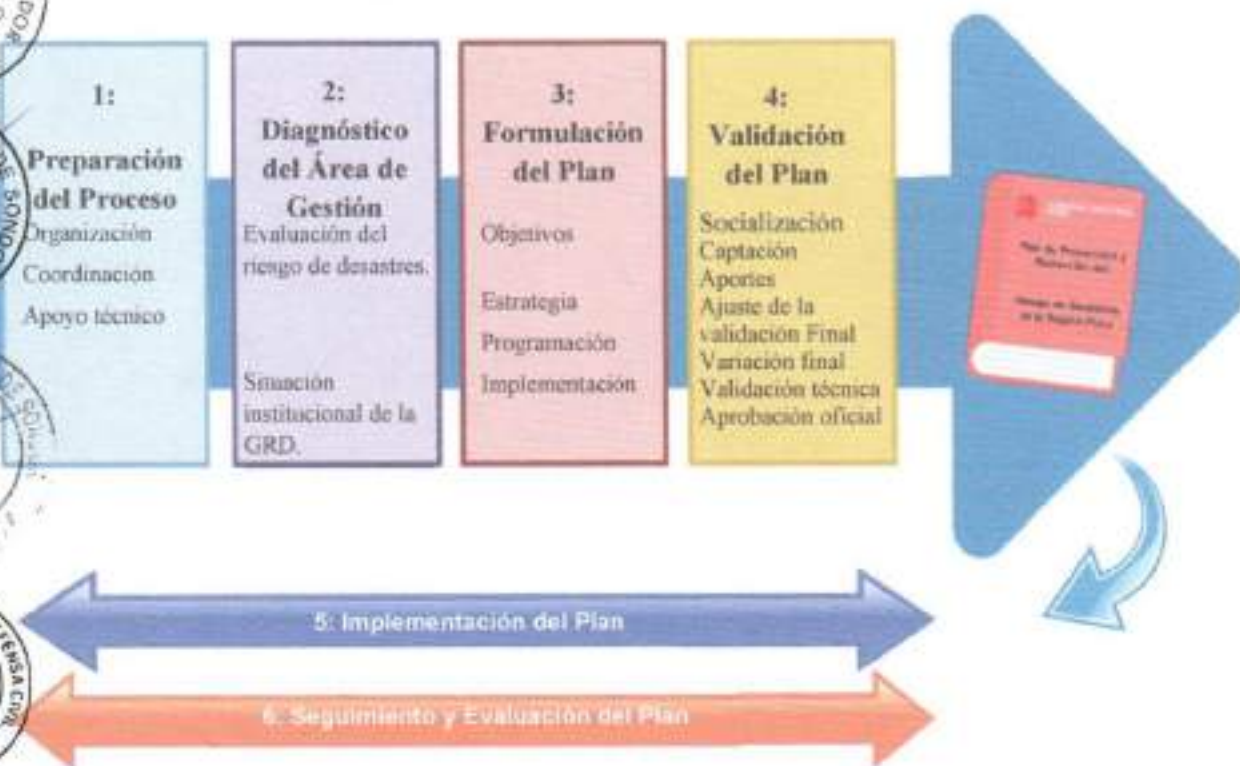 1:
Preparación
del Proceso
Organización
Coordinación
Apoyo técnico
2:
Diagnóstico
del Área de
Gestión
Evaluación del
riesgo de desastres.
Situación
institucional de la
GRD.
3:
Formulación
del Plan
Objetivos
Estrategia
Programación
Implementación
4:
Validación
del Plan
Socialización
Captación
Aportes
Ajuste de la
validación Final
Variación final
Validación técnica
Aprobación oficial
5: Implementación del Plan
6: Seguimiento y Evaluación del Plan